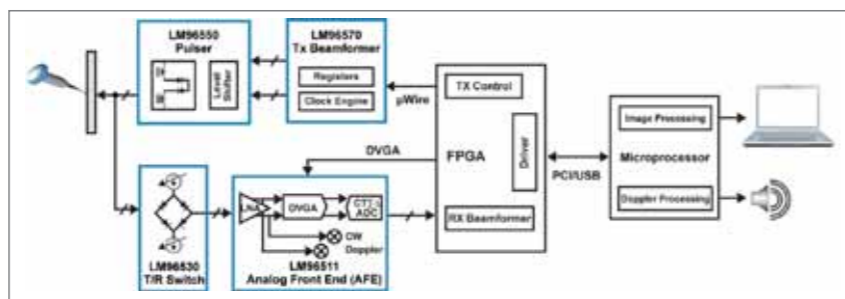 LM96550
Pulser
Level
Shifter
LM96570
Tx Beamformer
Registers
Clock Engine
µWire
TX Control
FPGA
Driver
RX Beamformer
DVGA
PCI/USB
Image Processing
Microprocessor
Doppler Processing
LM96530
T/R Switch
LNA
DVGA
ADC
CW
Doppler
LM96511
Analog Front End (AFE)